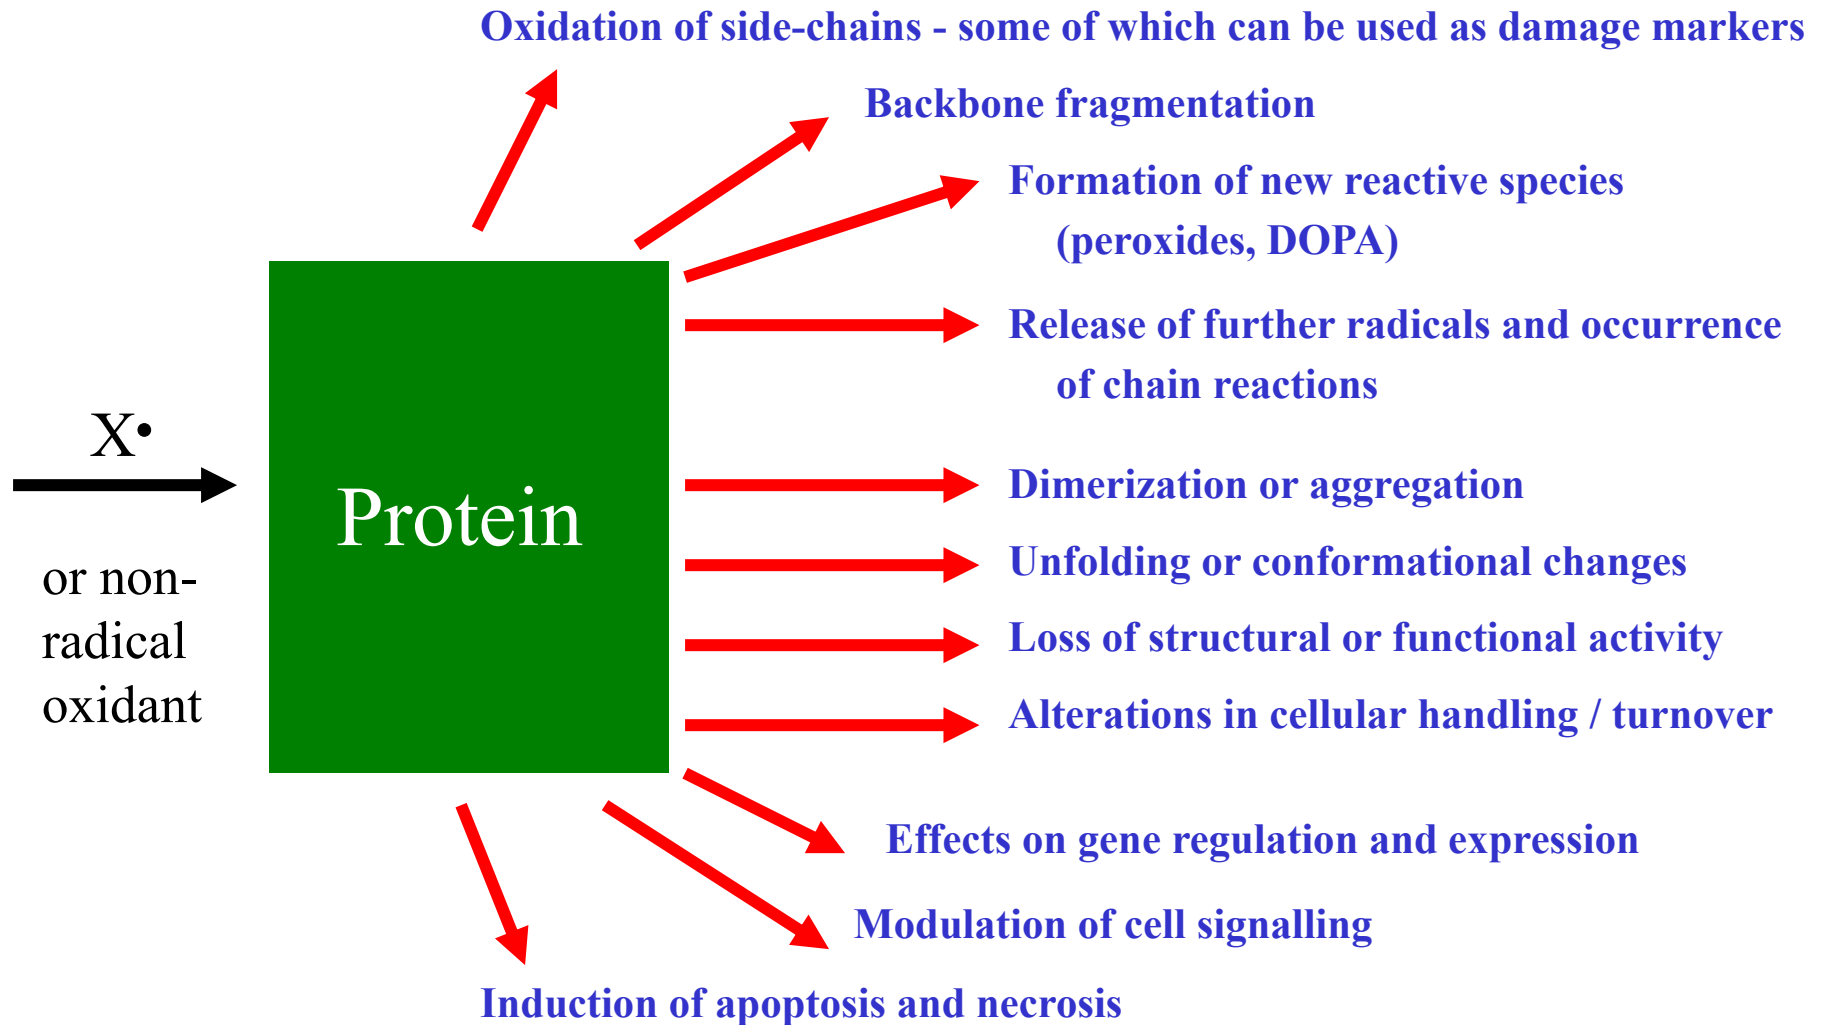 Oxidation of side-chains - some of which can be used as damage markers
Backbone fragmentation
Formation of new reactive species
(peroxides, DOPA)
Release of further radicals and occurrence
of chain reactions
X•
Protein
or non-
radical
oxidant
Dimerization or aggregation
Unfolding or conformational changes
Loss of structural or functional activity
Alterations in cellular handling / turnover
Effects on gene regulation and expression
Modulation of cell signalling
Induction of apoptosis and necrosis